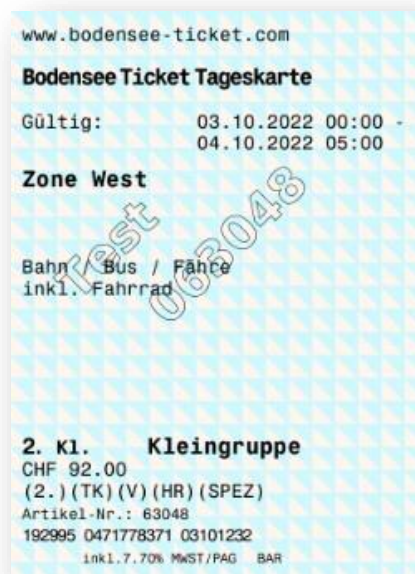 www.bodensee-ticket.com
Bodensee Ticket Tageskarte
Gültig: 03.10.2022 00:00 -
04.10.2022 05:00
Zone West
Test
063048
Bahn / Bus / Fähre
inkl. Fahrrad
2. Kl. Kleingruppe
CHF 92.00
(2.)(TK)(V)(HR)(SPEZ)
Artikel-Nr.: 63048
192995 0471778371 03101232
inkl.7.70% MWST/PAG BAR